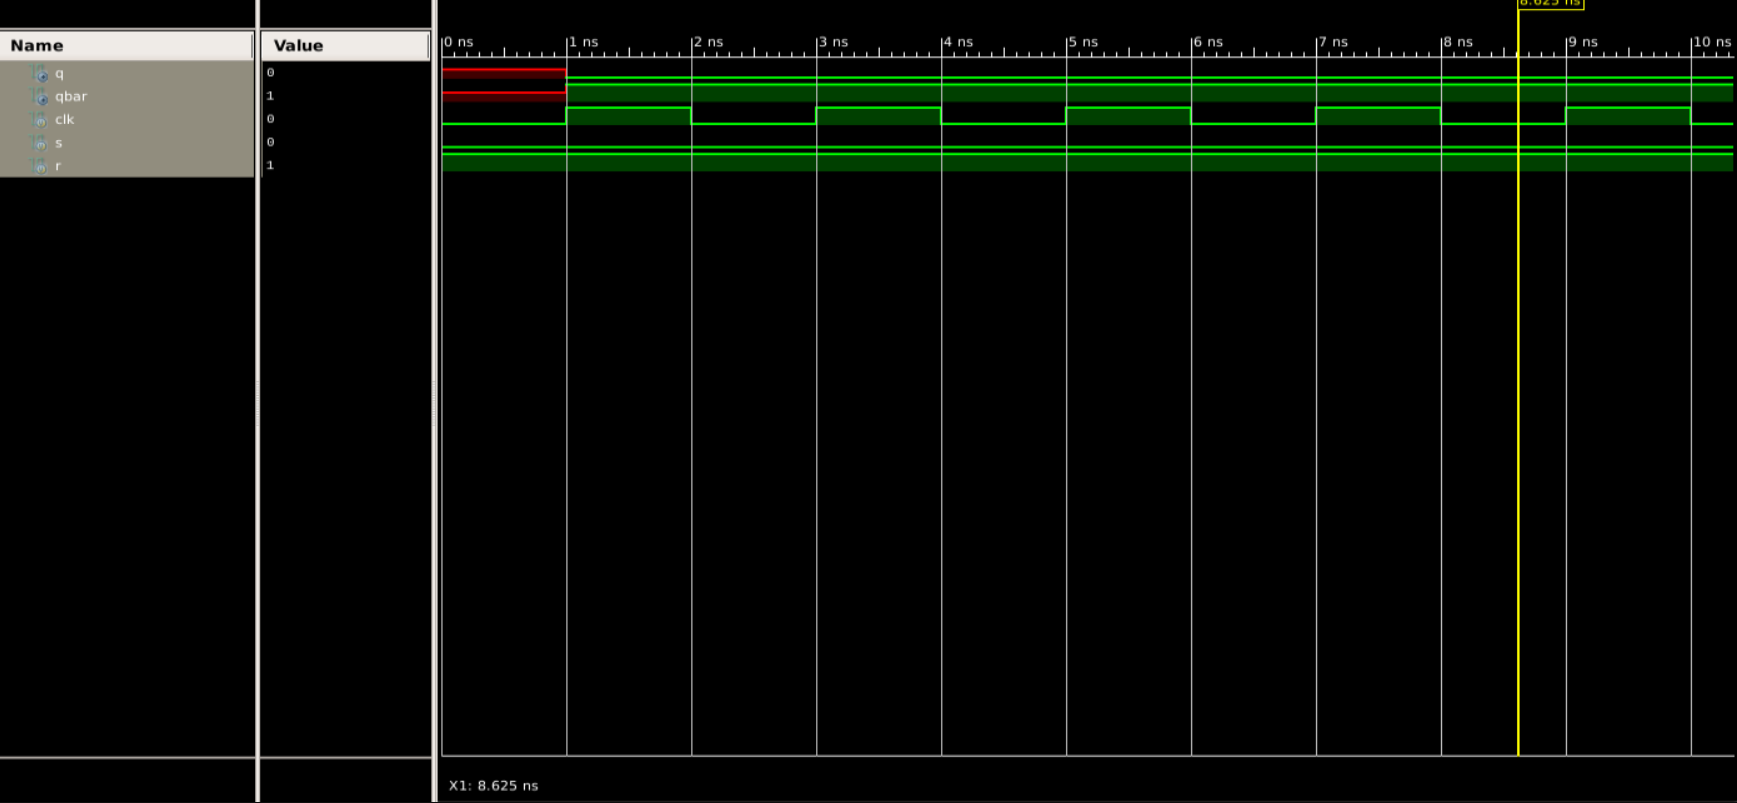 8.625 ns
Name Value 0 ns 1 ns 2 ns 3 ns 4 ns 5 ns 6 ns 7 ns 8 ns 9 ns 10 ns
q 0
qbar 1
clk 0
s 0
r 1
X1: 8.625 ns